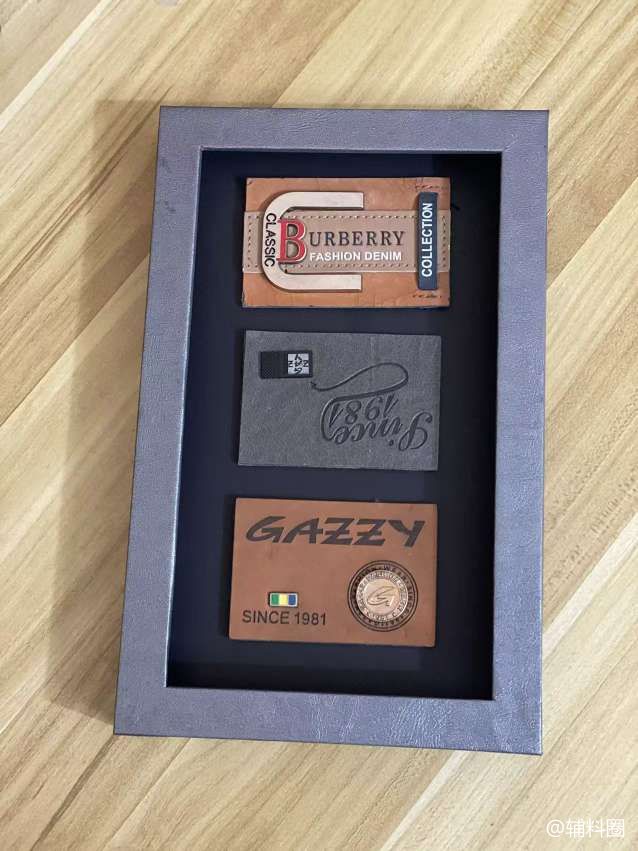 CLASSIC
BURBERRY
FASHION DENIM
COLLECTION
Since
1981
GAZZY
SINCE 1981
@辅料圈